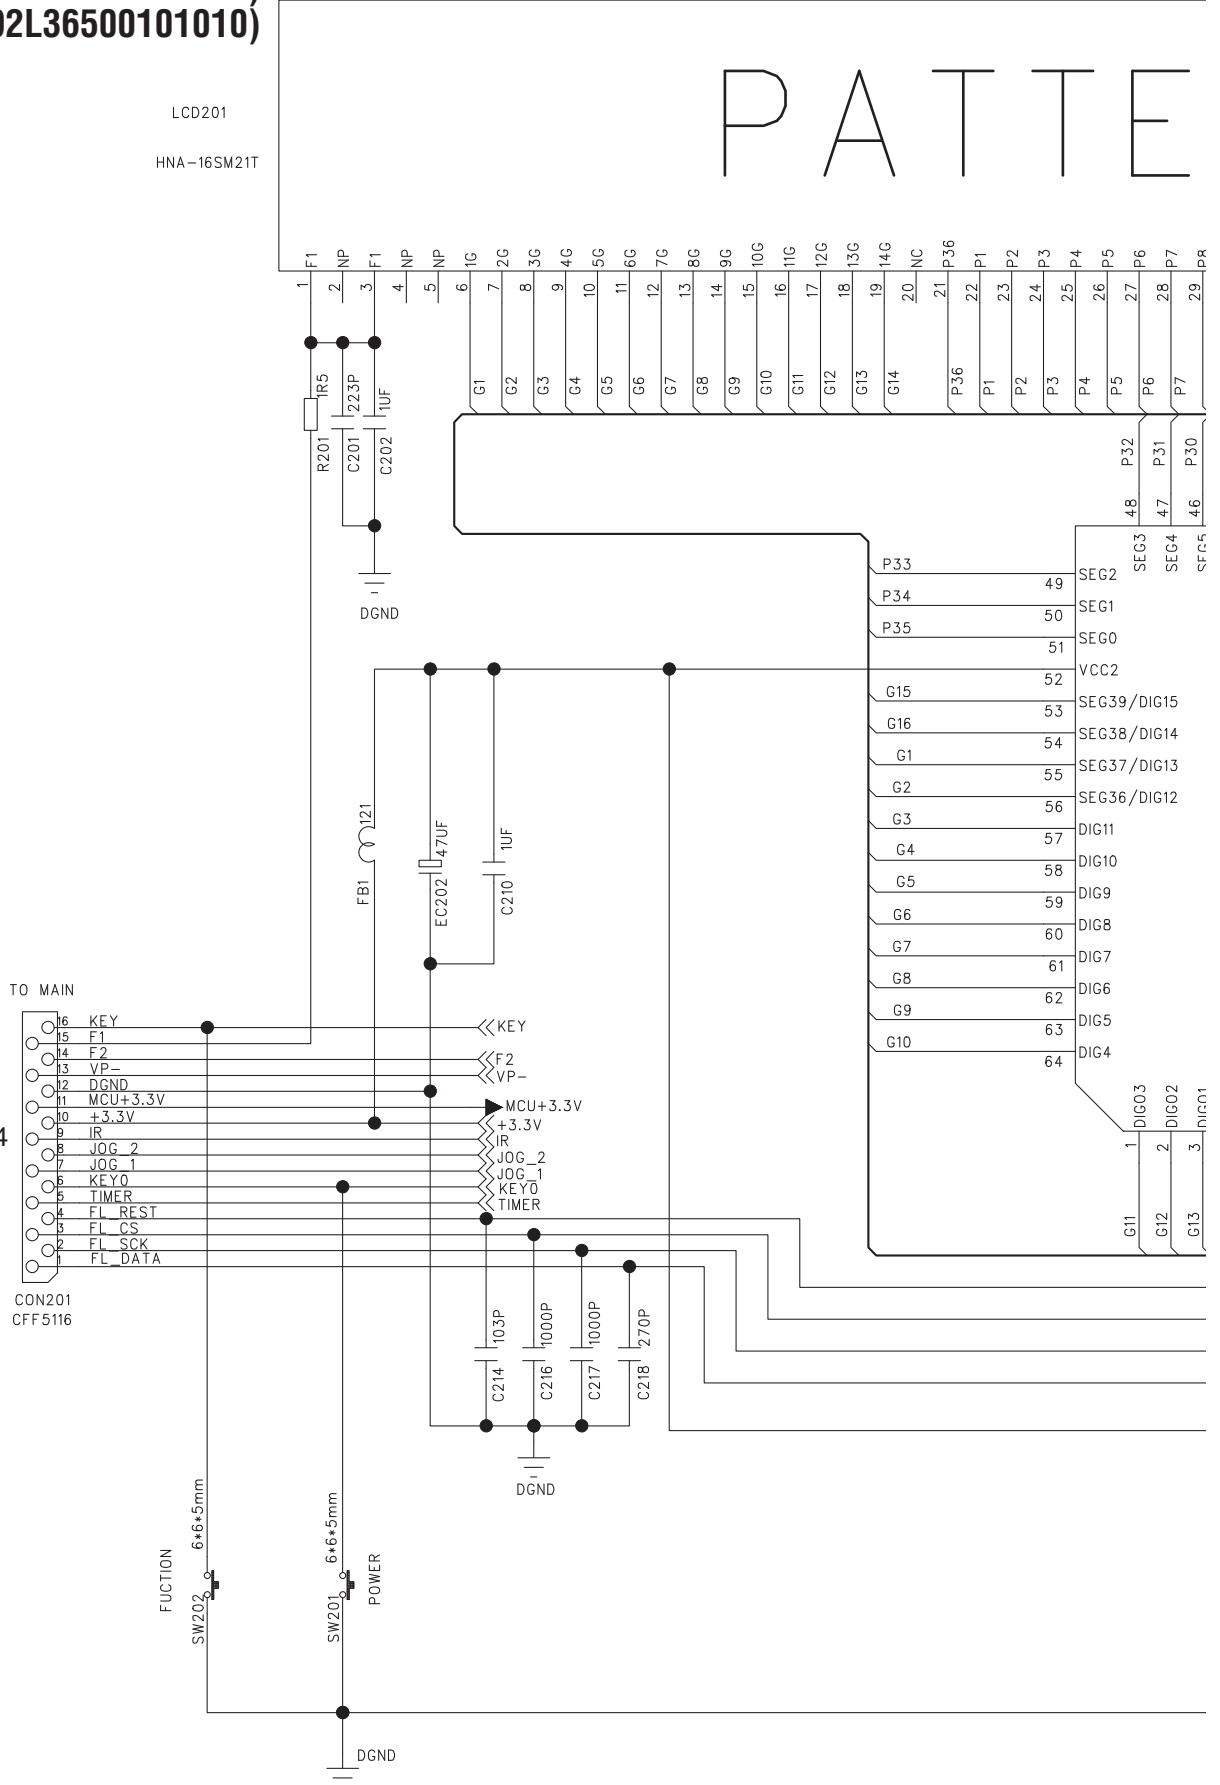 02L36500101010)
LCD201
HNA-16SM21T
PATTE
F1 NP F1 NP NP 1G 2G 3G 4G 5G 6G 7G 8G 9G 10G 11G 12G 13G 14G NC P36 P1 P2 P3 P4 P5 P6 P7 P8
1 2 3 4 5 6 7 8 9 10 11 12 13 14 15 16 17 18 19 20 21 22 23 24 25 26 27 28 29
G1 G2 G3 G4 G5 G6 G7 G8 G9 G10 G11 G12 G13 G14 P36 P1 P2 P3 P4 P5 P6 P7
R201 1R5
C201 223P
C202 1UF
DGND
P32 P31 P30
48 47 46
SEG3 SEG4 SEG5
P33 49 SEG2
P34 50 SEG1
P35 51 SEG0
52 VCC2
G15 53 SEG39/DIG15
G16 54 SEG38/DIG14
G1 55 SEG37/DIG13
G2 56 SEG36/DIG12
G3 57 DIG11
G4 58 DIG10
G5 59 DIG9
G6 60 DIG8
G7 61 DIG7
G8 62 DIG6
G9 63 DIG5
G10 64 DIG4
DIG03 DIG02 DIG01
1 2 3
G11 G12 G13
FB1 121
EC202 47UF
C210 1UF
TO MAIN
16 KEY
15 F1
14 F2
13 VP-
12 DGND
11 MCU+3.3V
10 +3.3V
9 IR
8 JOG_2
7 JOG_1
6 KEY0
5 TIMER
4 FL_REST
3 FL_CS
2 FL_SCK
1 FL_DATA
4
CON201
CFF5116
KEY
F2
VP-
MCU+3.3V
+3.3V
IR
JOG_2
JOG_1
KEY0
TIMER
C214 103P
C216 1000P
C217 1000P
C218 270P
DGND
FUCTION
SW202 6*6*5mm
SW201 6*6*5mm
POWER
DGND